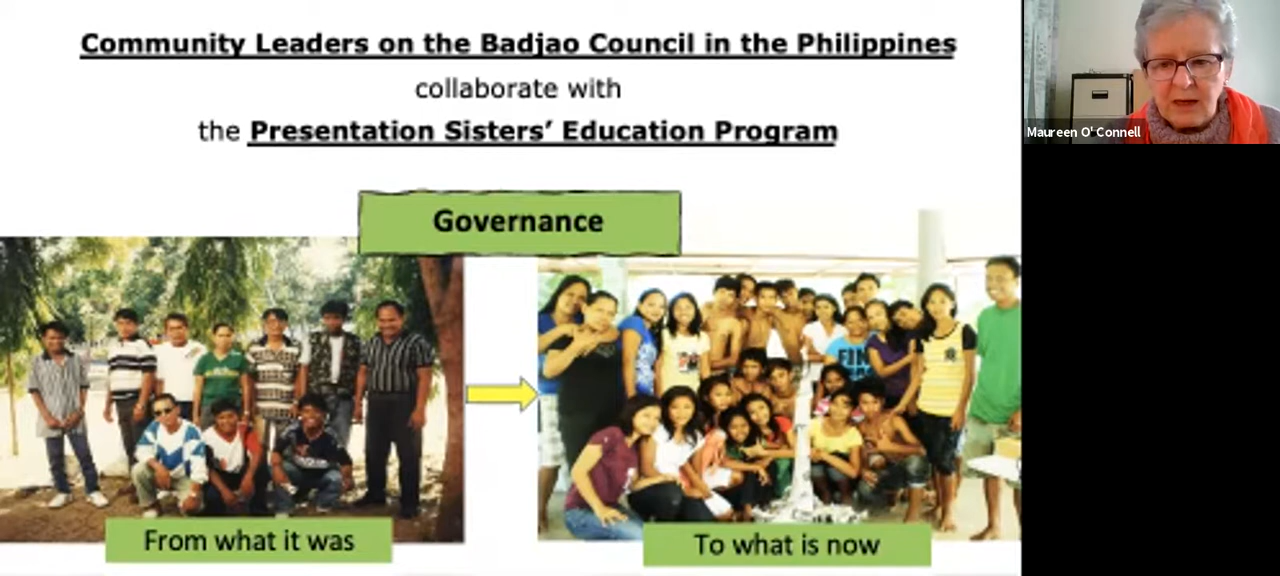 Community Leaders on the Badjao Council in the Philippines
collaborate with
the Presentation Sisters’ Education Program
Governance
From what it was
To what is now
Maureen O' Connell